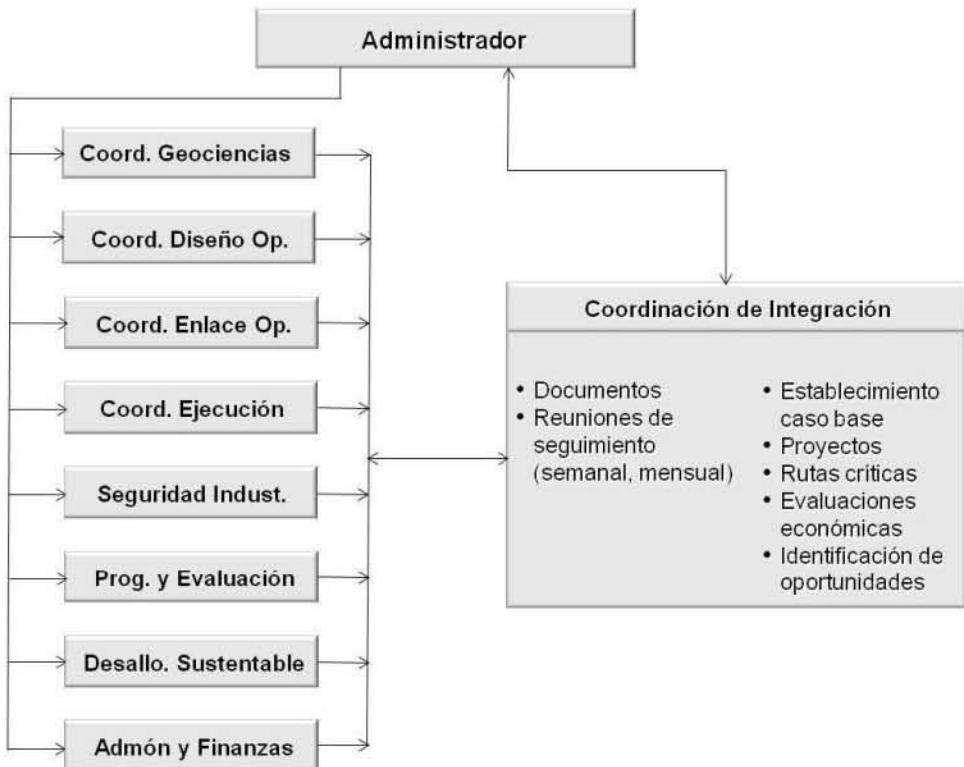 Administrador
Coord. Geociencias
Coord. Diseño Op.
Coord. Enlace Op.
Coord. Ejecución
Seguridad Indust.
Prog. y Evaluación
Desallo. Sustentable
Admón y Finanzas
Coordinación de Integración
• Documentos
• Reuniones de
seguimiento
(semanal, mensual)
• Establecimiento
caso base
• Proyectos
• Rutas criticas
• Evaluaciones
económicas
• Identificación de
oportunidades